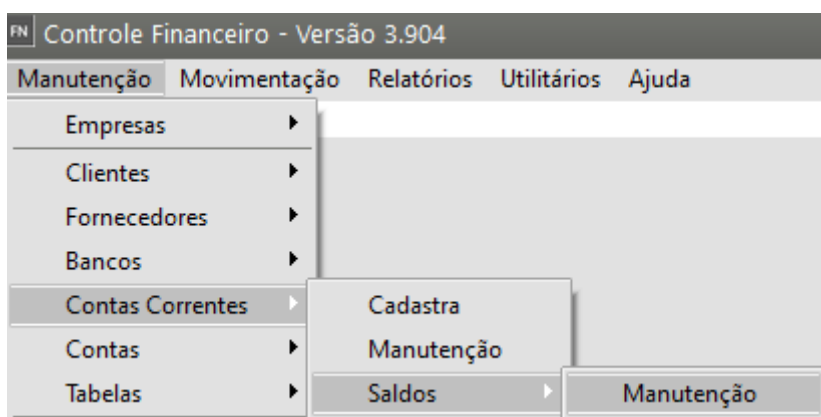 FN Controle Financeiro - Versão 3.904
Manutenção Movimentação Relatórios Utilitários Ajuda
Empresas
Clientes
Fornecedores
Bancos
Contas Correntes Cadastra
Contas Manutenção
Tabelas Saldos Manutenção